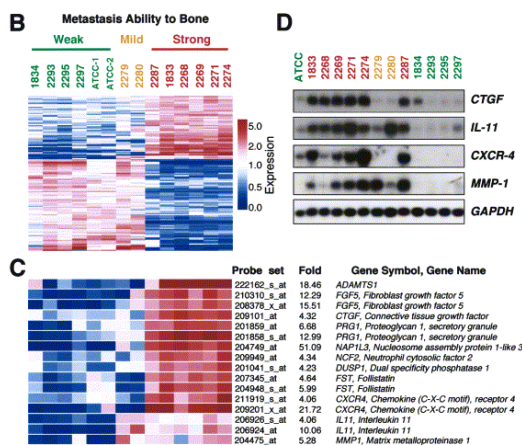 B
Metastasis Ability to Bone
Weak Mild Strong
1834 2293 2295 2297 ATCC-1 ATCC-2 2279 2280 2287 1833 2268 2269 2271 2274
5.0
2.0
1.0
0.5
0.0
Expression
D
ATCC 1833 2268 2269 2271 2274 2279 2280 2287 1834 2293 2295 2297
CTGF
IL-11
CXCR-4
MMP-1
GAPDH
C
Probe set Fold Gene Symbol, Gene Name
222162_s_at 18.46 ADAMTS1
210310_s_at 12.29 FGF5, Fibroblast growth factor 5
208378_x_at 15.51 FGF5, Fibroblast growth factor 5
209101_at 4.32 CTGF, Connective tissue growth factor
201859_at 6.68 PRG1, Proteoglycan 1, secretory granule
201858_s_at 12.99 PRG1, Proteoglycan 1, secretory granule
204749_at 51.09 NAP1L3, Nucleosome assembly protein 1-like 3
209949_at 4.34 NCF2, Neutrophil cytosolic factor 2
201041_s_at 4.23 DUSP1, Dual specificity phosphatase 1
207345_at 4.64 FST, Follistatin
204948_s_at 5.99 FST, Follistatin
211919_s_at 4.06 CXCR4, Chemokine (C-X-C motif), receptor 4
209201_x_at 21.72 CXCR4, Chemokine (C-X-C motif), receptor 4
206926_s_at 4.06 IL11, Interleukin 11
206924_at 10.06 IL11, Interleukin 11
204475_at 5.28 MMP1, Matrix metalloproteinase 1